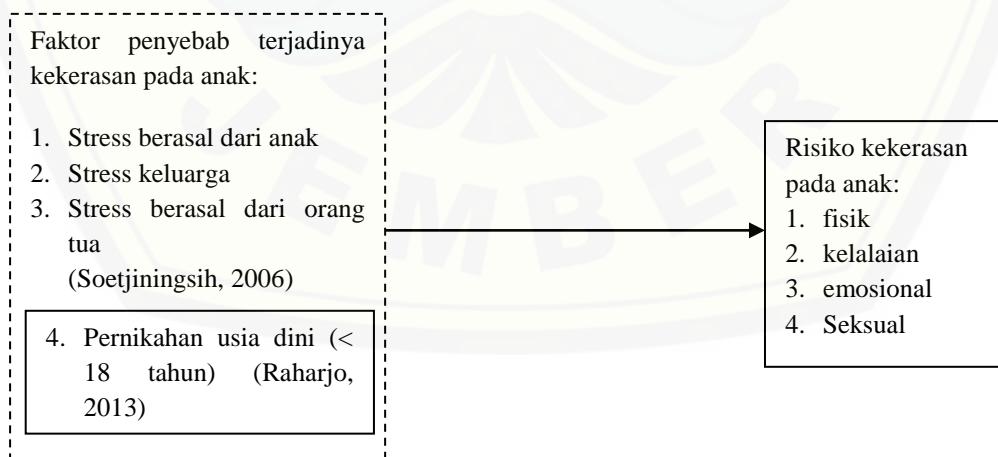 Faktor penyebab terjadinya
kekerasan pada anak:
1. Stress berasal dari anak
2. Stress keluarga
3. Stress berasal dari orang
tua
(Soetjiningsih, 2006)
4. Pernikahan usia dini (<
18 tahun) (Raharjo,
2013)
Risiko kekerasan
pada anak:
1. fisik
2. kelalaian
3. emosional
4. Seksual
JEMBER